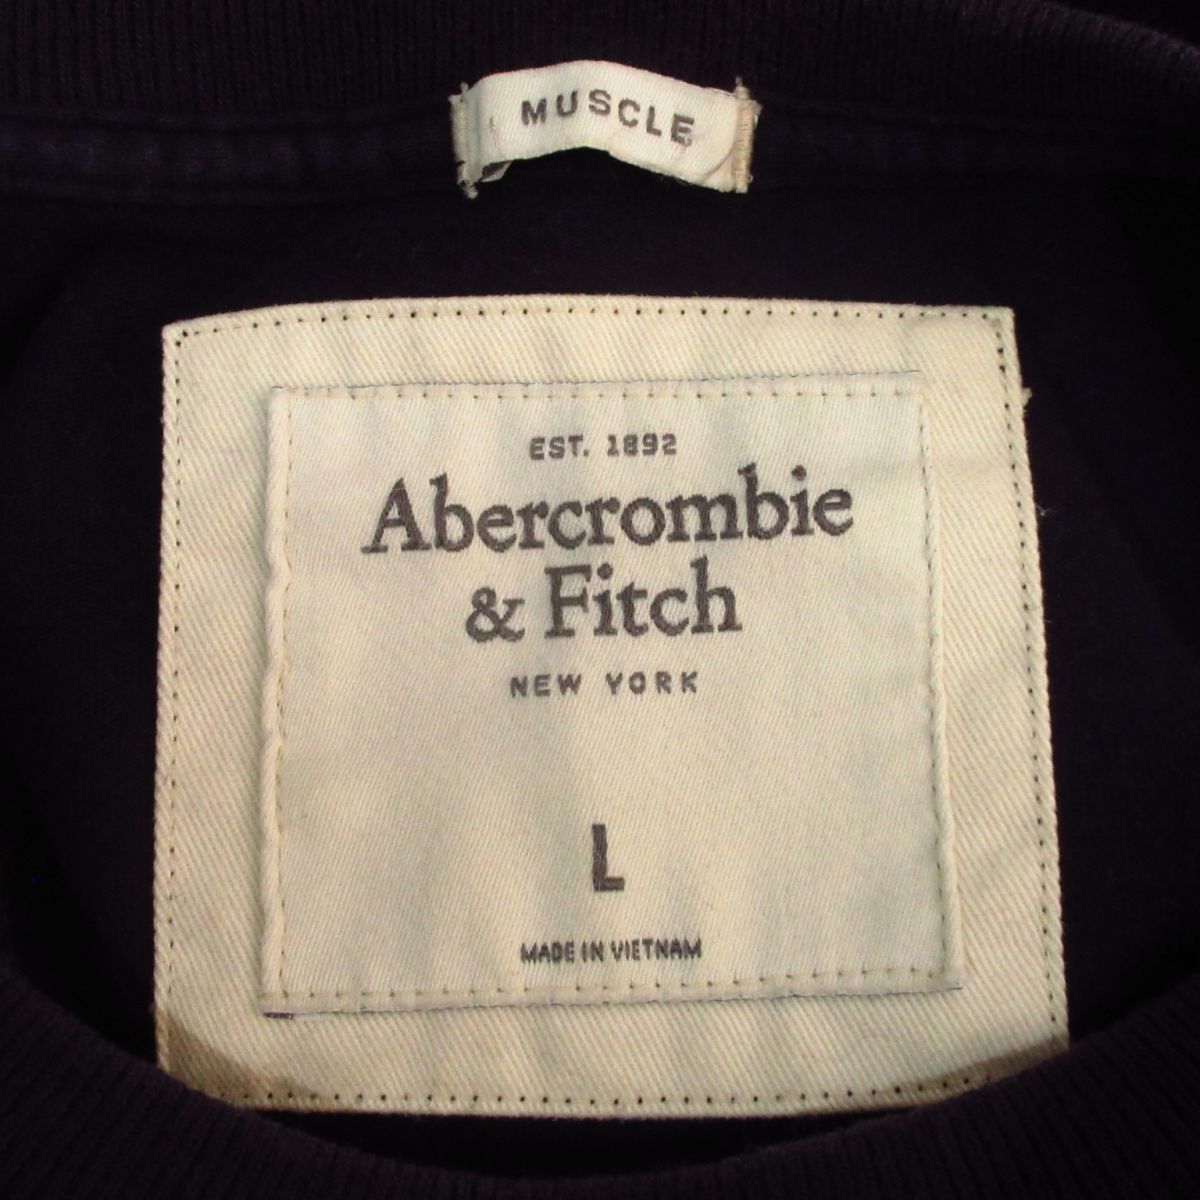 MUSCLE
EST. 1892
Abercrombie
& Fitch
NEW YORK
L
MADE IN VIETNAM